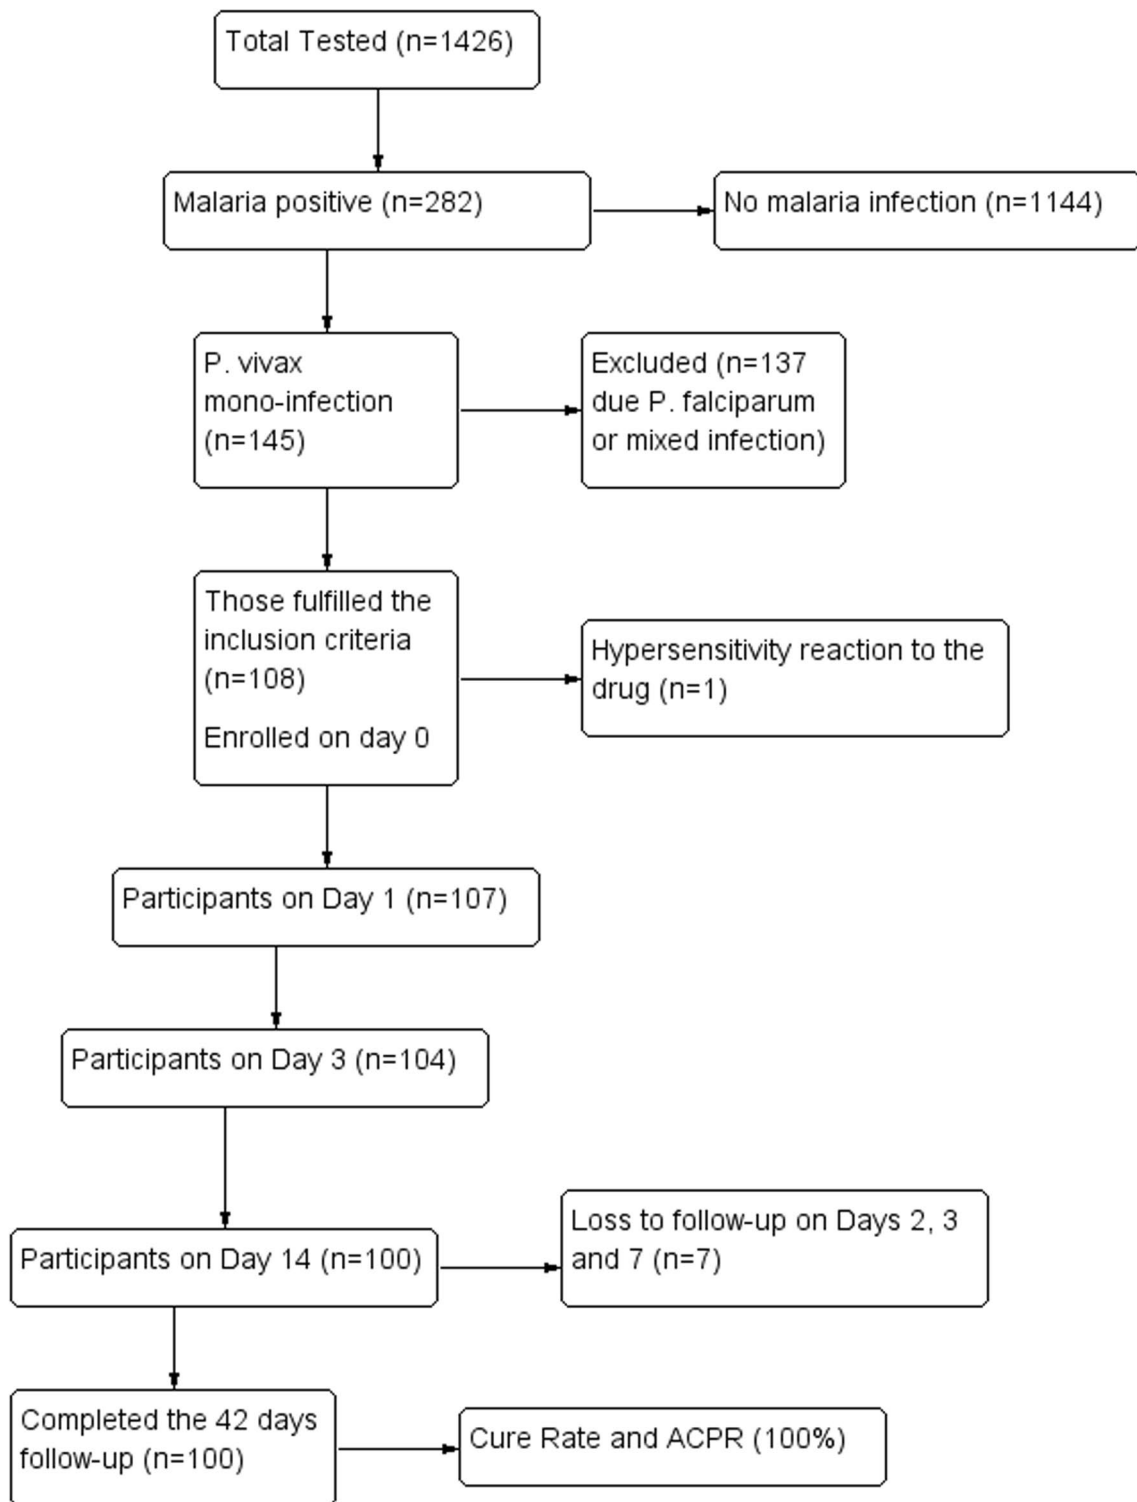 Total Tested (n=1426)
Malaria positive (n=282)
No malaria infection (n=1144)
P. vivax
mono-infection
(n=145)
Excluded (n=137
due P. falciparum
or mixed infection)
Those fulfilled the
inclusion criteria
(n=108)
Enrolled on day 0
Hypersensitivity reaction to the
drug (n=1)
Participants on Day 1 (n=107)
Participants on Day 3 (n=104)
Participants on Day 14 (n=100)
Loss to follow-up on Days 2, 3
and 7 (n=7)
Completed the 42 days
follow-up (n=100)
Cure Rate and ACPR (100%)